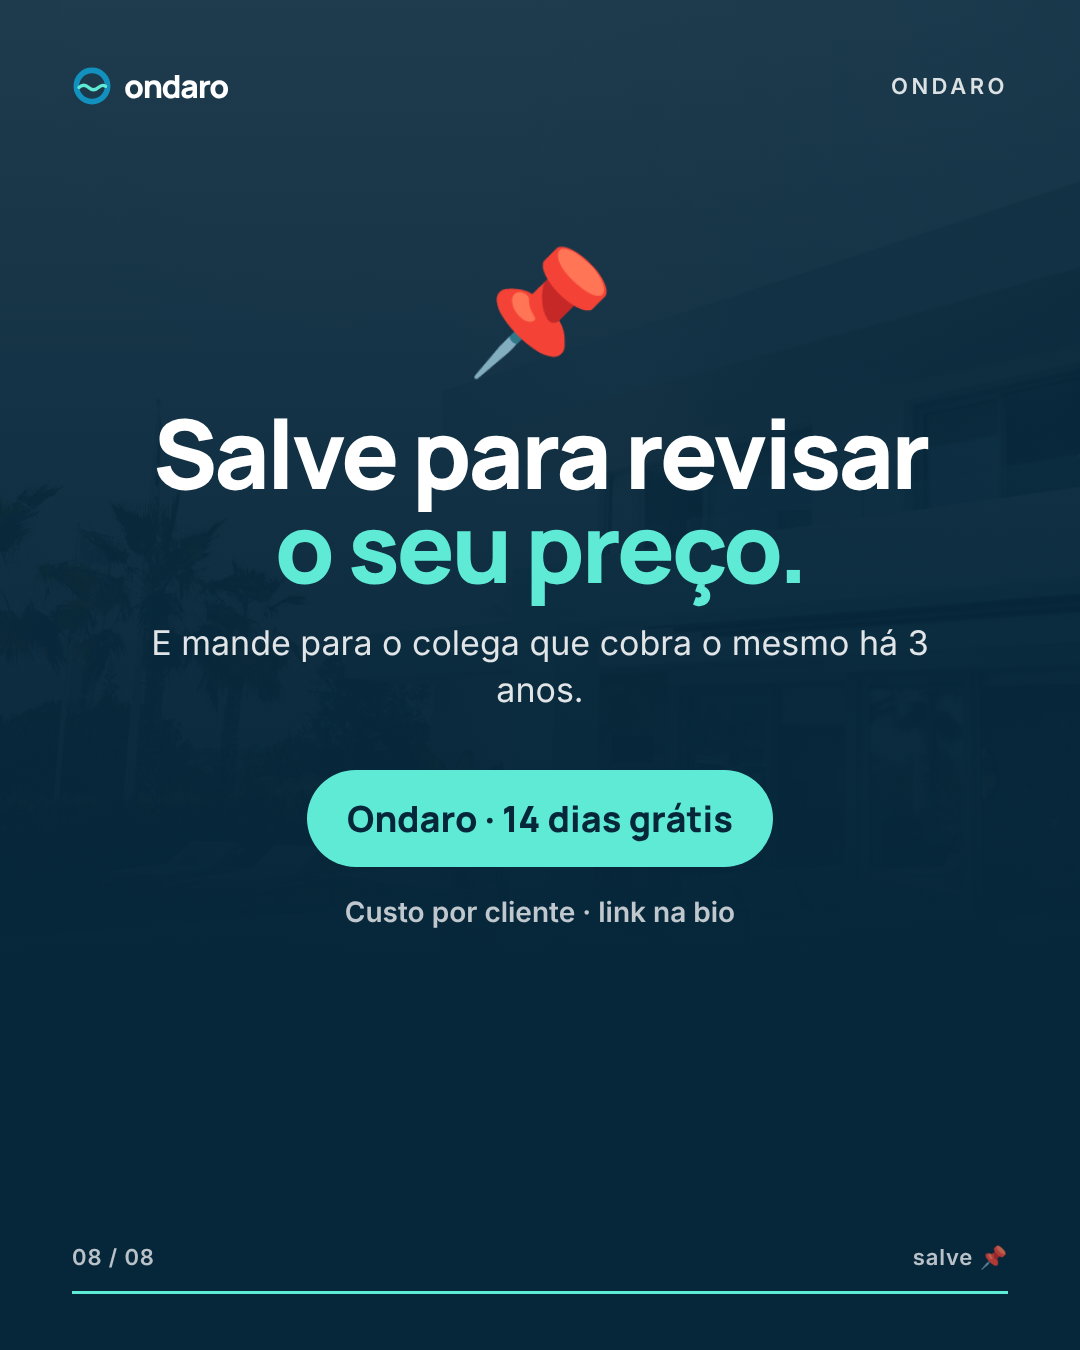 ondaro
ONDARO
Salve para revisar
o seu preço.
E mande para o colega que cobra o mesmo há 3
anos.
Ondaro · 14 dias grátis
Custo por cliente · link na bio
08 / 08
salve 📌